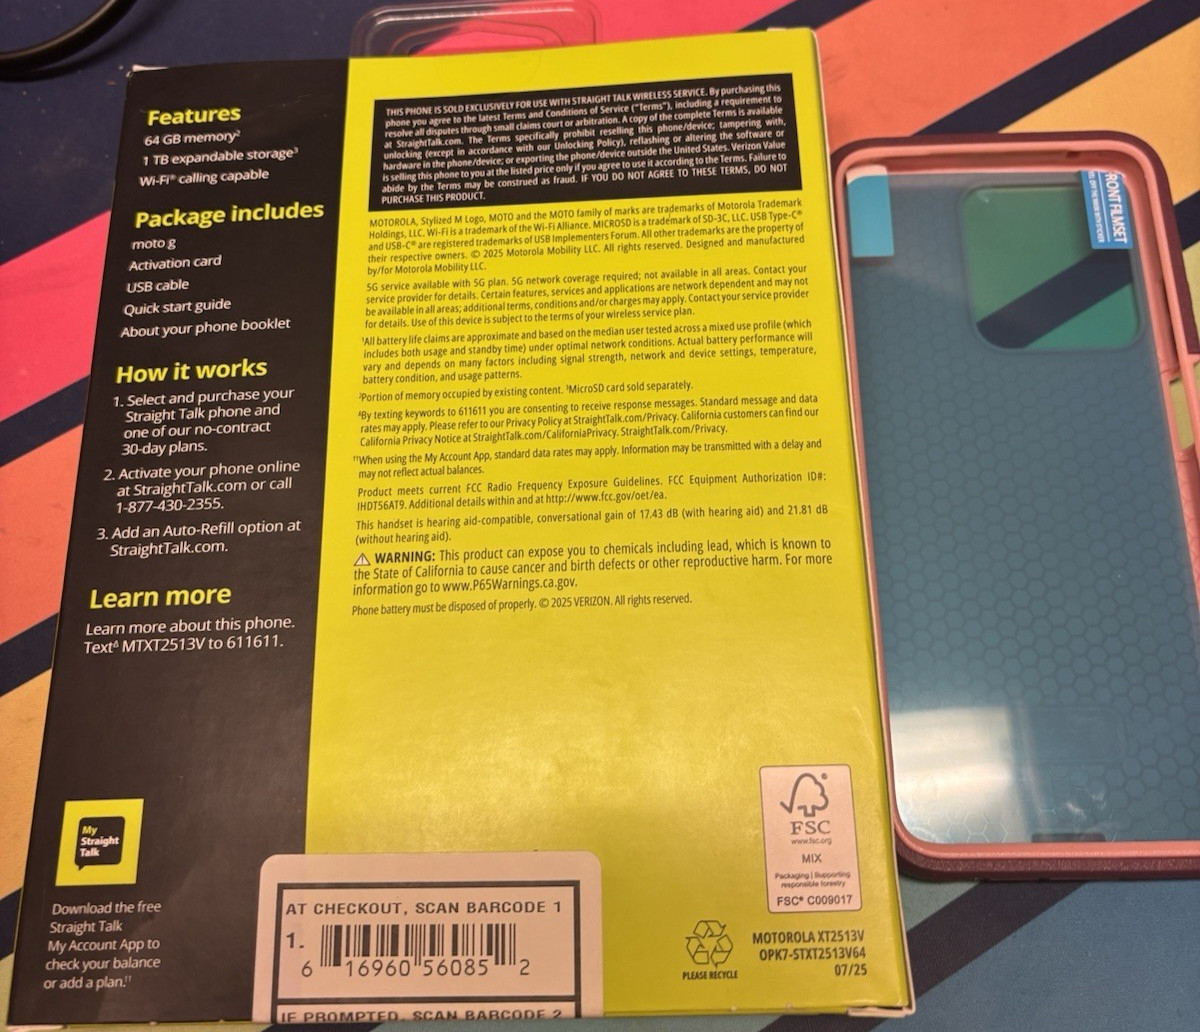 Features
64 GB memory²
1 TB expandable storage³
Wi-Fi® calling capable
Package includes
moto g
Activation card
USB cable
Quick start guide
About your phone booklet
How it works
1. Select and purchase your
Straight Talk phone and
one of our no-contract
30-day plans.
2. Activate your phone online
at StraightTalk.com or call
1-877-430-2355.
3. Add an Auto-Refill option at
StraightTalk.com.
Learn more
Learn more about this phone.
Text⁶ MTXT2513V to 611611.
My
Straight
Talk
Download the free
Straight Talk
My Account App to
check your balance
or add a plan.††
THIS PHONE IS SOLD EXCLUSIVELY FOR USE WITH STRAIGHT TALK WIRELESS SERVICE. By purchasing this
phone you agree to the latest Terms and Conditions of Service ("Terms"), including a requirement to
resolve all disputes through small claims court or arbitration. A copy of the complete Terms is available
at StraightTalk.com. The Terms specifically prohibit reselling this phone/device; tampering with,
unlocking (except in accordance with our Unlocking Policy), reflashing or altering the software or
hardware in the phone/device; or exporting the phone/device outside the United States. Verizon Value
is selling this phone to you at the listed price only if you agree to use it according to the Terms. Failure to
abide by the Terms may be construed as fraud. IF YOU DO NOT AGREE TO THESE TERMS, DO NOT
PURCHASE THIS PRODUCT.
MOTOROLA, Stylized M Logo, MOTO and the MOTO family of marks are trademarks of Motorola Trademark
Holdings, LLC. Wi-Fi is a trademark of the Wi-Fi Alliance. MICROSD is a trademark of SD-3C, LLC. USB Type-C®
and USB-C® are registered trademarks of USB Implementers Forum. All other trademarks are the property of
their respective owners. © 2025 Motorola Mobility LLC. All rights reserved. Designed and manufactured
by/for Motorola Mobility LLC.
5G service available with 5G plan. 5G network coverage required; not available in all areas. Contact your
service provider for details. Certain features, services and applications are network dependent and may not
be available in all areas; additional terms, conditions and/or charges may apply. Contact your service provider
for details. Use of this device is subject to the terms of your wireless service plan.
¹All battery life claims are approximate and based on the median user tested across a mixed use profile (which
includes both usage and standby time) under optimal network conditions. Actual battery performance will
vary and depends on many factors including signal strength, network and device settings, temperature,
battery condition, and usage patterns.
²Portion of memory occupied by existing content. ³MicroSD card sold separately.
⁶By texting keywords to 611611 you are consenting to receive response messages. Standard message and data
rates may apply. Please refer to our Privacy Policy at StraightTalk.com/Privacy. California customers can find our
California Privacy Notice at StraightTalk.com/CaliforniaPrivacy. StraightTalk.com/Privacy.
††When using the My Account App, standard data rates may apply. Information may be transmitted with a delay and
may not reflect actual balances.
Product meets current FCC Radio Frequency Exposure Guidelines. FCC Equipment Authorization ID#:
IHDT56AT9. Additional details within and at http://www.fcc.gov/oet/ea.
This handset is hearing aid-compatible, conversational gain of 17.43 dB (with hearing aid) and 21.81 dB
(without hearing aid).
WARNING: This product can expose you to chemicals including lead, which is known to
the State of California to cause cancer and birth defects or other reproductive harm. For more
information go to www.P65Warnings.ca.gov.
Phone battery must be disposed of properly. © 2025 VERIZON. All rights reserved.
AT CHECKOUT, SCAN BARCODE 1
1.
6 16960 56085 2
IF PROMPTED, SCAN BARCODE 2
FSC
www.fsc.org
MIX
Packaging | Supporting
responsible forestry
FSC® C009017
PLEASE RECYCLE
MOTOROLA XT2513V
OPK7-STXT2513V64
07/25
FRONT FILMSET